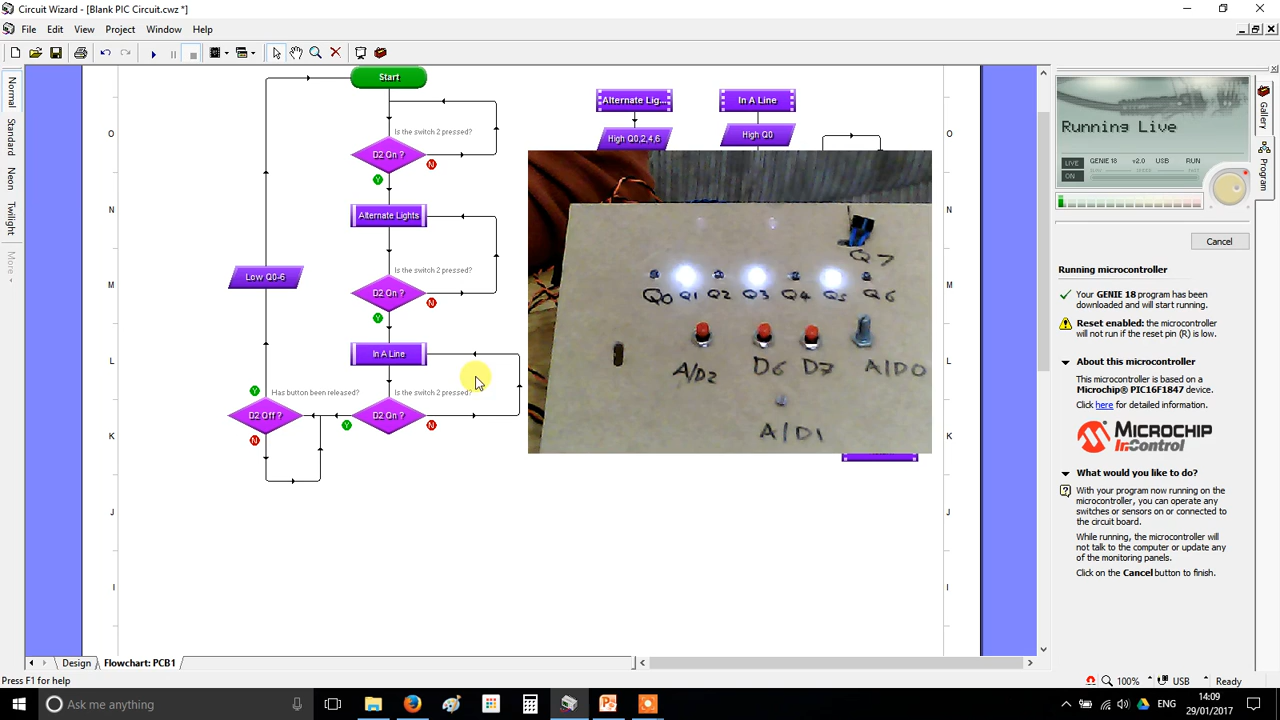 Circuit Wizard - [Blank PIC Circuit.cwz *]
File Edit View Project Window Help
Normal
Standard
Neon
Twilight
More
Start
Is the switch 2 pressed?
D2 On ?
N
Y
Alternate Lights
Is the switch 2 pressed?
D2 On ?
N
Y
In A Line
Has button been released?
Is the switch 2 pressed?
Y
D2 Off ?
N
Y
D2 On ?
N
Low Q0-6
Alternate Lig...
In A Line
High Q0,2,4,6
High Q0
O
N
M
L
K
J
I
O
N
M
L
K
J
I
Q7
Q0 Q1 Q2 Q3 Q4 Q5 Q6
A/D2 D6 D7 A/D0
A/D1
Running Live
LIVE GENIE 18 v2.0 USB RUN
ON
Gallery
Program
Cancel
Running microcontroller
Your GENIE 18 program has been
downloaded and will start running.
Reset enabled: the microcontroller
will not run if the reset pin (R) is low.
About this microcontroller
This microcontroller is based on a
Microchip® PIC16F1847 device.
Click here for detailed information.
MICROCHIP
InControl
What would you like to do?
With your program now running on the
microcontroller, you can operate any
switches or sensors on or connected to
the circuit board.
While running, the microcontroller will
not talk to the computer or update any
of the monitoring panels.
Click on the Cancel button to finish.
Design Flowchart: PCB1
Press F1 for help
100% USB Ready
Ask me anything
ENG
14:09
29/01/2017